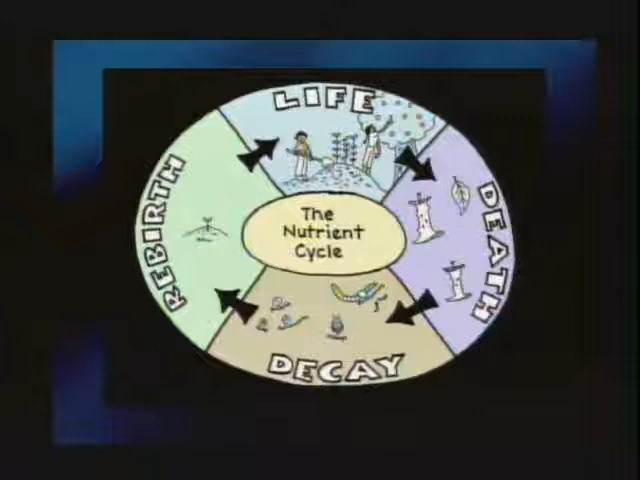 LIFE
DEATH
DECAY
REBIRTH
The
Nutrient
Cycle